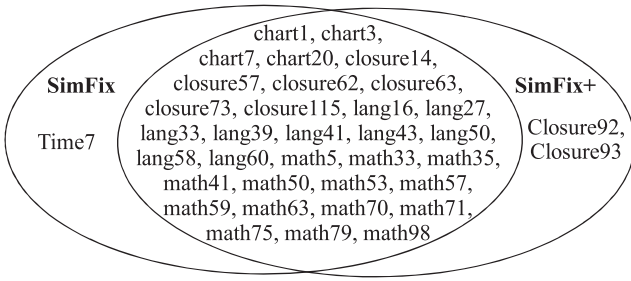 chart1, chart3,
chart7, chart20, closure14,
closure57, closure62, closure63,
SimFix
SimFix+
closure73, closure115, lang16, lang27,
Time7
lang33, lang39, lang41, lang43, lang50,
Closure92,
lang58, lang60, math5, math33, math35,
Closure93
math41, math50, math53, math57,
math59, math63, math70, math71,
math75, math79, math98